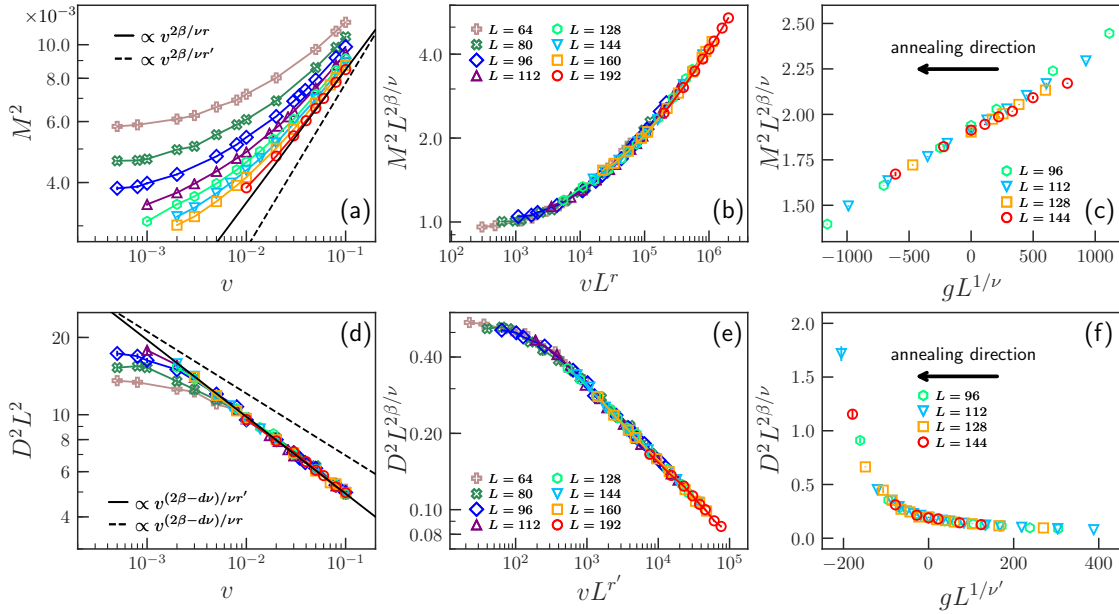 ×10⁻³
10.0
8.0
6.0
4.0
M²
∝ v^{2β/νr}
∝ v^{2β/νr′}
(a)
10⁻³ 10⁻² 10⁻¹
v
4.0
2.0
1.0
M²L^{2β/ν}
L = 64 L = 128
L = 80 L = 144
L = 96 L = 160
L = 112 L = 192
(b)
10² 10³ 10⁴ 10⁵ 10⁶
vL^r
2.50
2.25
2.00
1.75
1.50
M²L^{2β/ν}
annealing direction
L = 96
L = 112
L = 128
L = 144
(c)
−1000 −500 0 500 1000
gL^{1/ν}
20
10
8
6
4
D²L²
(d)
∝ v^{(2β−dν)/νr′}
∝ v^{(2β−dν)/νr}
10⁻³ 10⁻² 10⁻¹
v
0.40
0.20
0.10
0.08
D²L^{2β/ν}
(e)
L = 64 L = 128
L = 80 L = 144
L = 96 L = 160
L = 112 L = 192
10² 10³ 10⁴ 10⁵
vL^{r′}
2.0
1.5
1.0
0.5
0.0
D²L^{2β/ν}
(f)
annealing direction
L = 96
L = 112
L = 128
L = 144
−200 0 200 400
gL^{1/ν′}